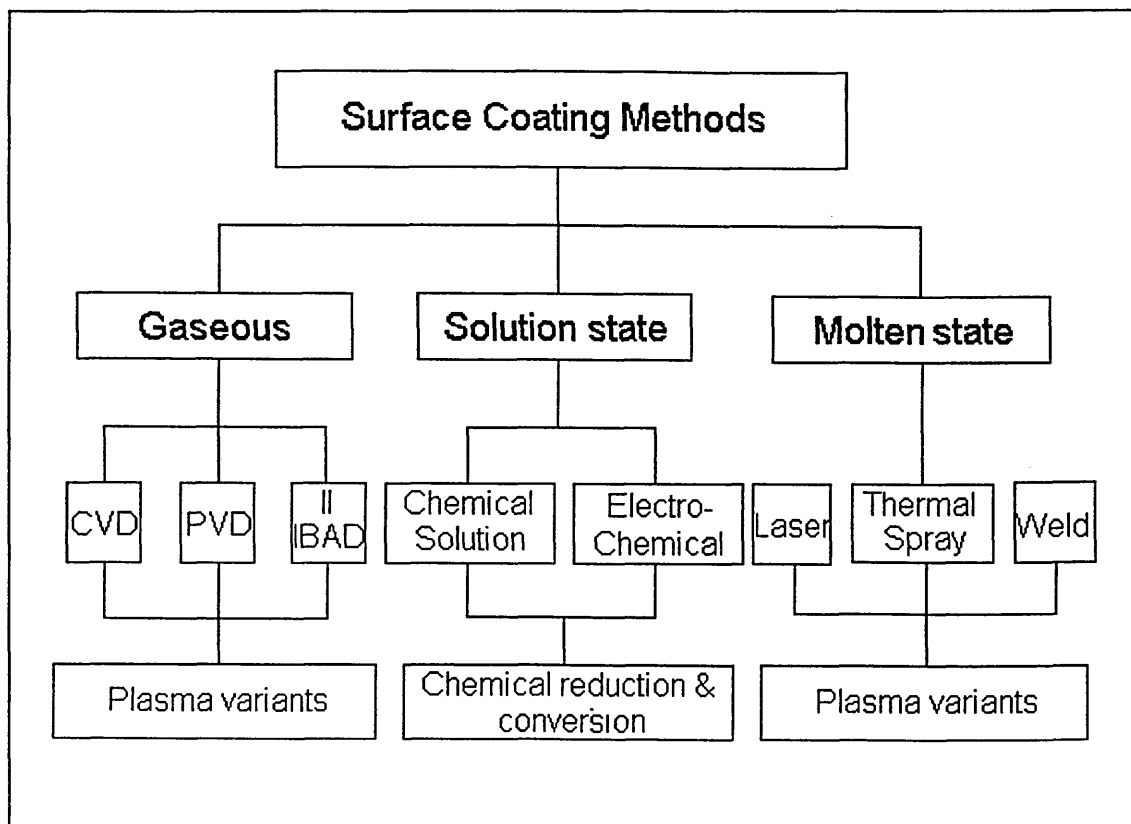 Surface Coating Methods
Gaseous
Solution state
Molten state
CVD
PVD
II
IBAD
Chemical
Solution
Electro-
Chemical
Laser
Thermal
Spray
Weld
Plasma variants
Chemical reduction &
conversion
Plasma variants